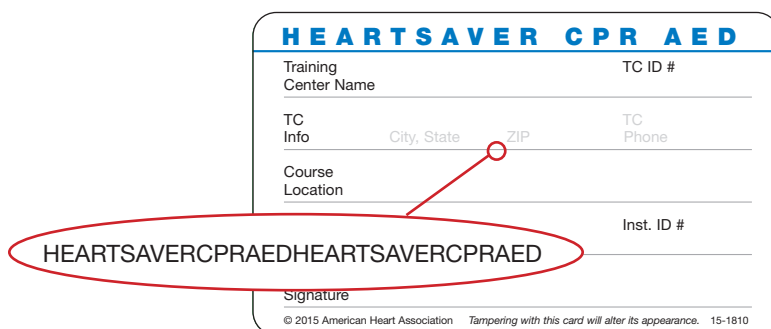 HEARTSAVER CPR AED
Training TC ID #
Center Name
TC TC
Info City, State ZIP Phone
Course
Location
Inst. ID #
HEARTSAVERCPRAEDHEARTSAVERCPRAED
Signature
© 2015 American Heart Association Tampering with this card will alter its appearance. 15-1810